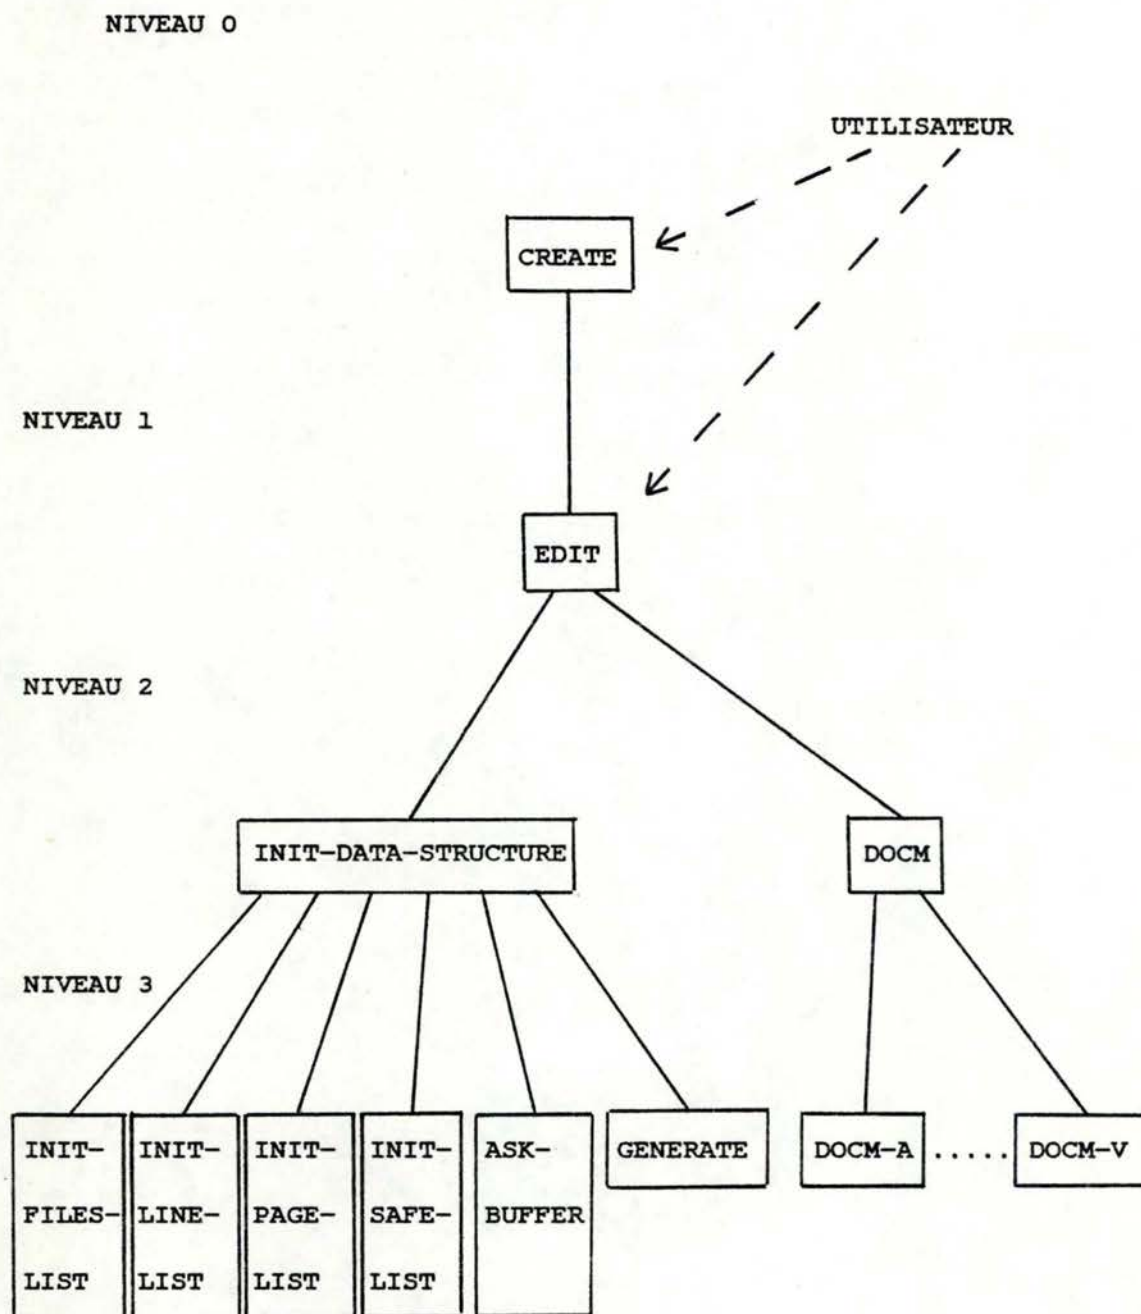 NIVEAU 0
UTILISATEUR
CREATE
NIVEAU 1
EDIT
NIVEAU 2
INIT-DATA-STRUCTURE
DOCM
NIVEAU 3
INIT-
FILES-
LIST
INIT-
LINE-
LIST
INIT-
PAGE-
LIST
INIT-
SAFE-
LIST
ASK-
BUFFER
GENERATE
DOCM-A
.....
DOCM-V